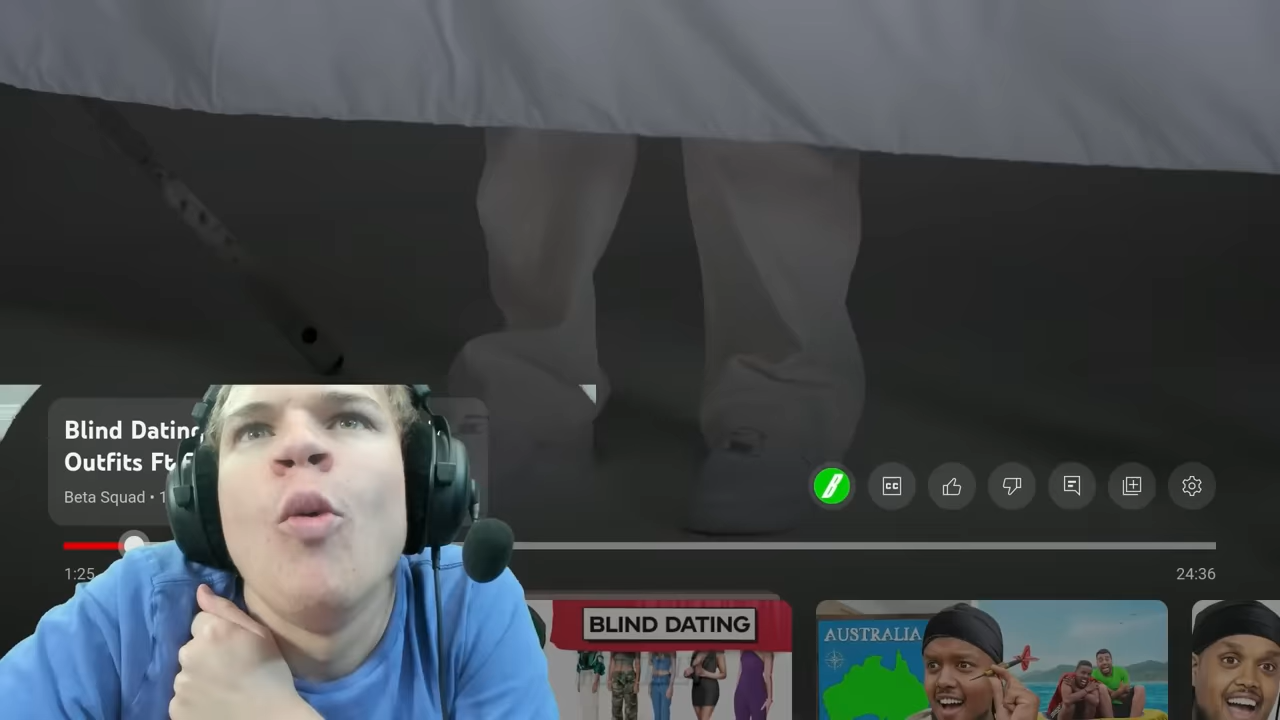 Blind Dating
Outfits Ft
Beta Squad • 1
1:25
24:36
BLIND DATING
AUSTRALIA